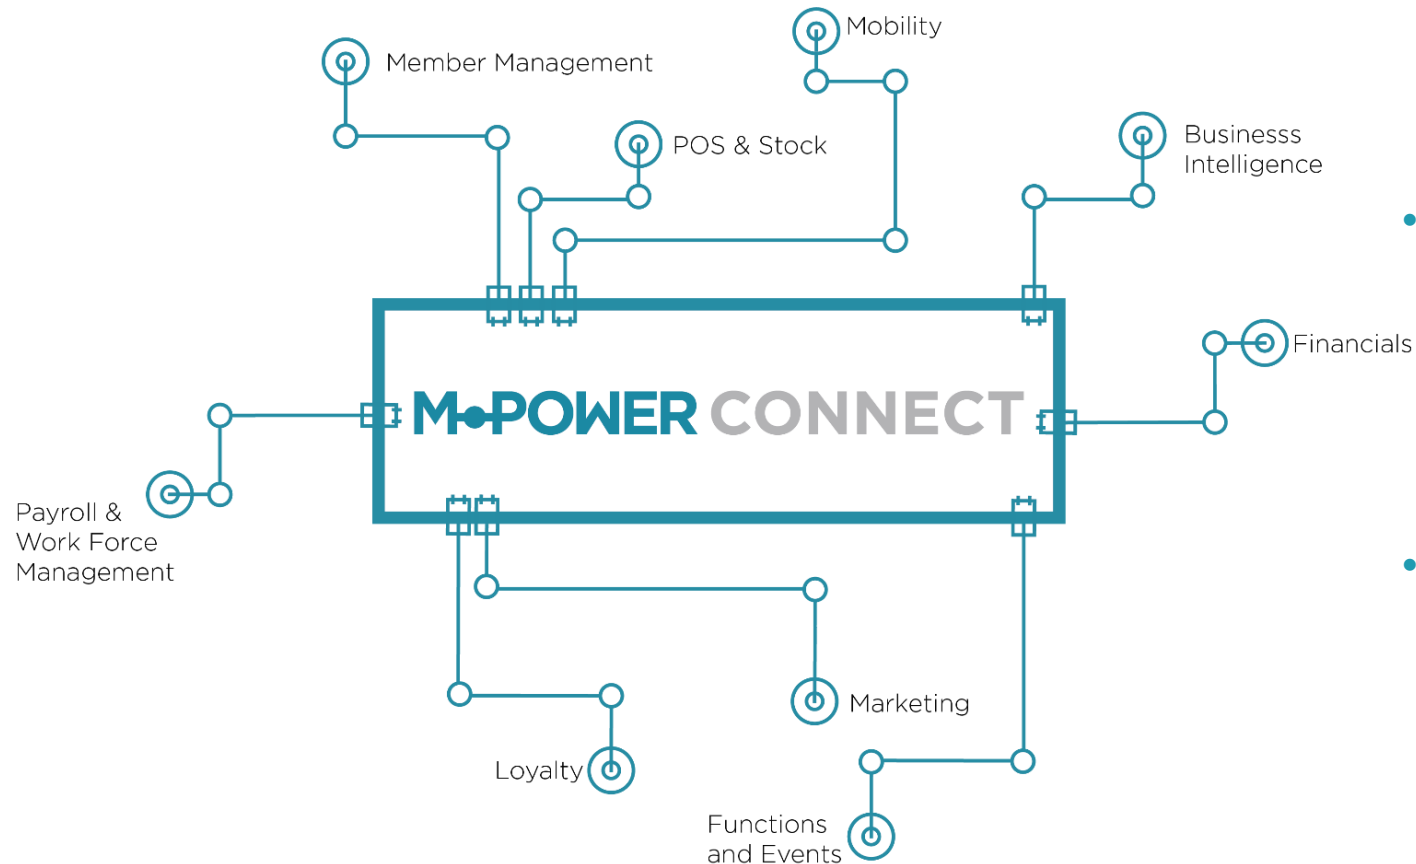 Mobility
Member Management
Businesss
Intelligence
POS & Stock
Financials
M•POWER CONNECT
Payroll &
Work Force
Management
Marketing
Loyalty
Functions
and Events